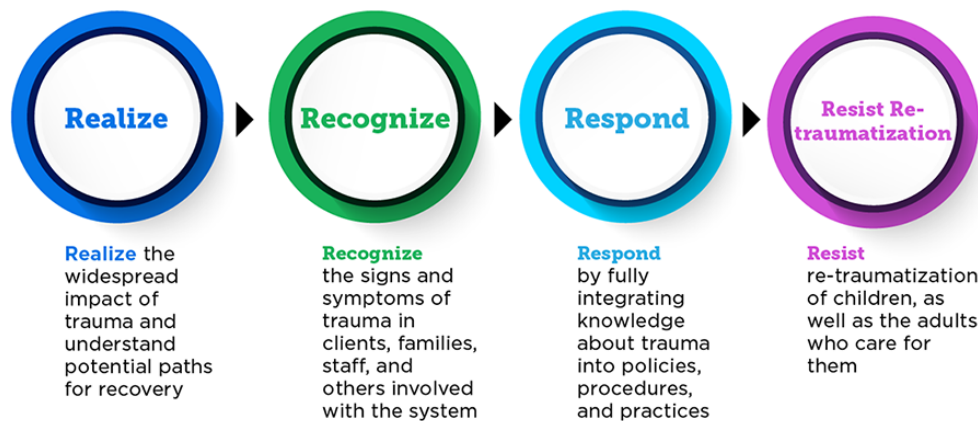 Realize
Recognize
Respond
Resist Re-
traumatization
Realize the
widespread
impact of
trauma and
understand
potential paths
for recovery
Recognize
the signs and
symptoms of
trauma in
clients, families,
staff, and
others involved
with the system
Respond
by fully
integrating
knowledge
about trauma
into policies,
procedures,
and practices
Resist
re-traumatization
of children, as
well as the adults
who care for
them